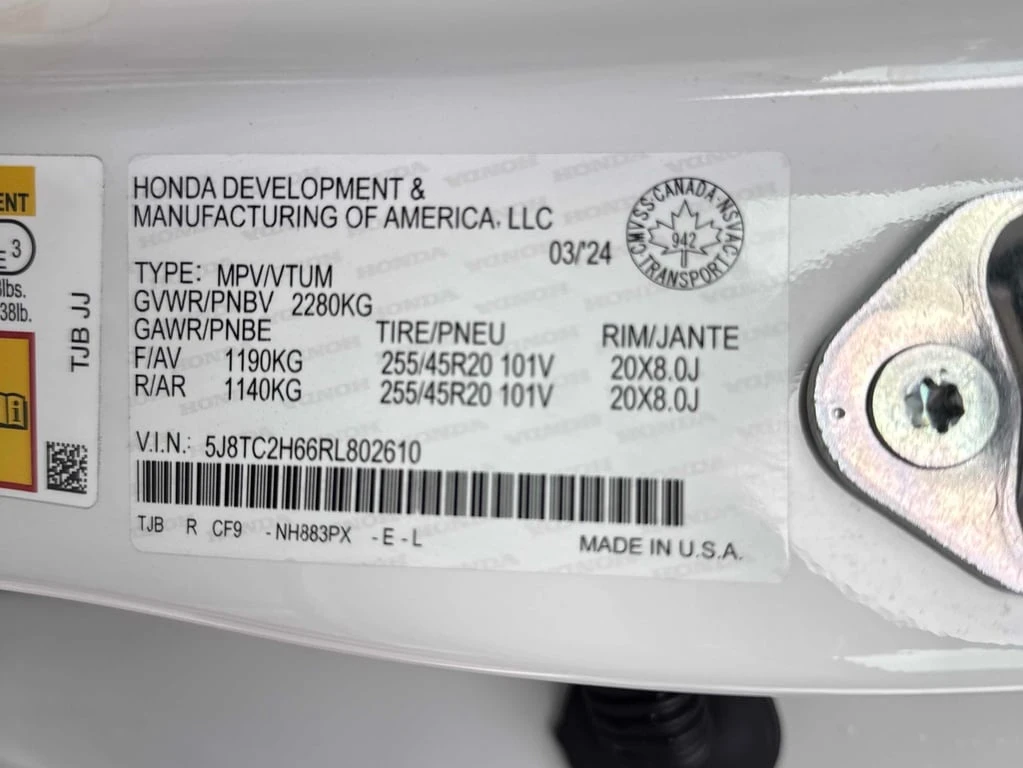 ENT
3
E
lbs.
38lb.
TJB JJ
HONDA DEVELOPMENT &
MANUFACTURING OF AMERICA, LLC
03/'24
CMVSS·CANADA·NSVAC
942
TRANSPORT
TYPE: MPV/VTUM
GVWR/PNBV 2280KG
GAWR/PNBE TIRE/PNEU RIM/JANTE
F/AV 1190KG 255/45R20 101V 20X8.0J
R/AR 1140KG 255/45R20 101V 20X8.0J
V.I.N.: 5J8TC2H66RL802610
TJB R CF9 -NH883PX -E-L
MADE IN U.S.A.
HONDA